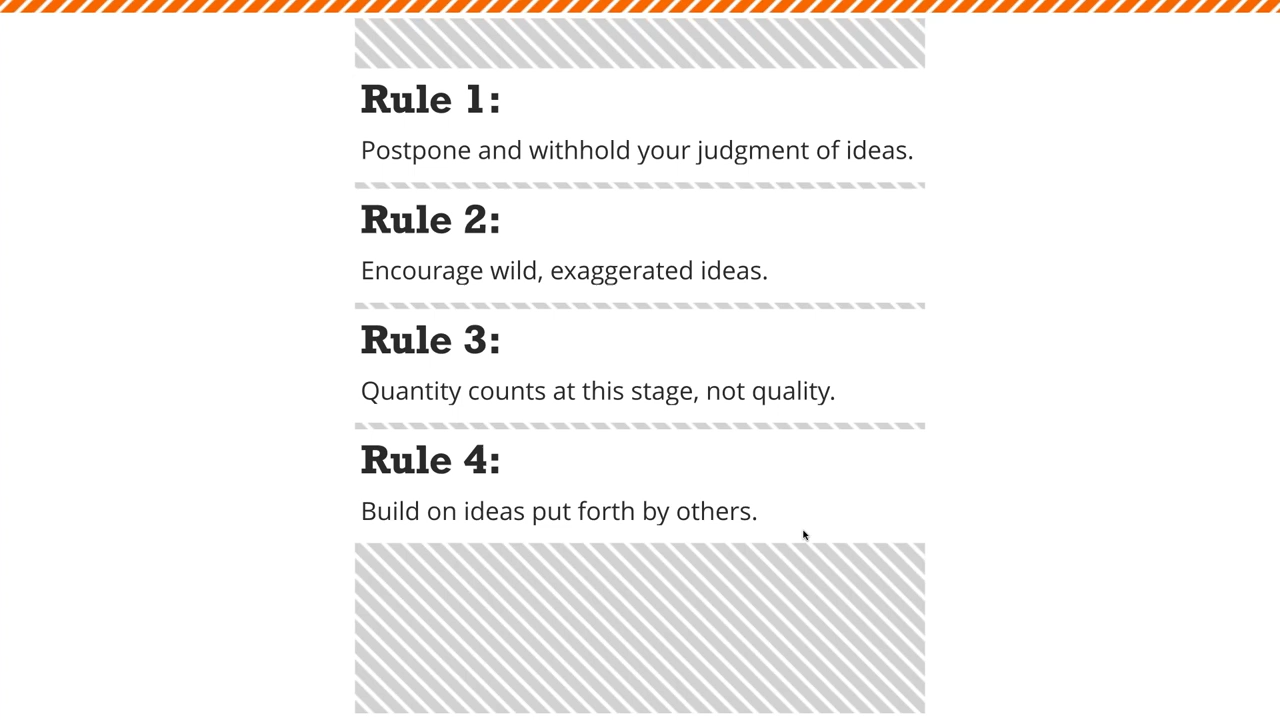 Rule 1:
Postpone and withhold your judgment of ideas.
Rule 2:
Encourage wild, exaggerated ideas.
Rule 3:
Quantity counts at this stage, not quality.
Rule 4:
Build on ideas put forth by others.